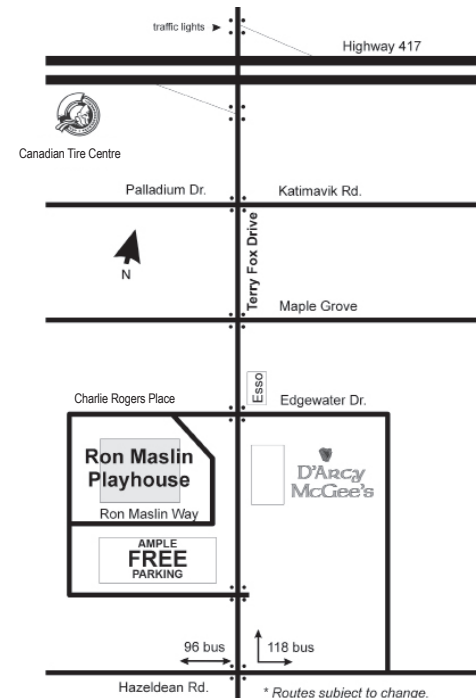 traffic lights
Highway 417
Canadian Tire Centre
Palladium Dr.
Katimavik Rd.
N
Terry Fox Drive
Maple Grove
Esso
Charlie Rogers Place
Edgewater Dr.
Ron Maslin
Playhouse
D'ARCY
MCGEE'S
Ron Maslin Way
AMPLE
FREE
PARKING
96 bus
118 bus
Hazeldean Rd.
* Routes subject to change.